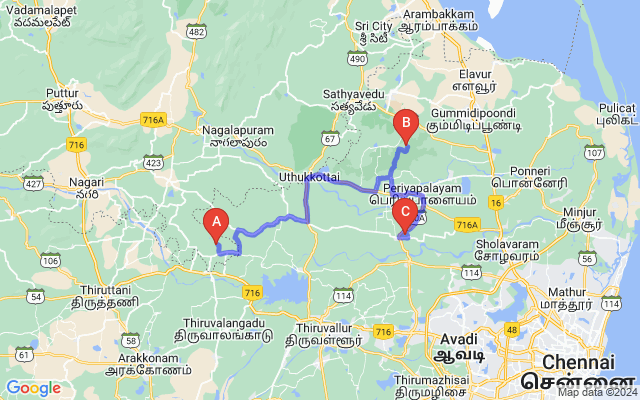 Vadamalapet
వడమలపేట
Arambakkam
ஆரம்பாக்கம்
Sri City
శ్రీ సిటీ
482
490
Elavur
எளவூர்
Puttur
புத்தூர்
Sathyavedu
సత్యవేడు
B
Gummidipoondi
கும்மிடிப்பூண்டி
Pulicat
புலிகட்
716A
Nagalapuram
నాగలాపురం
67
716
107
423
Uthukkottai
Ponneri
பொன்னேரி
427
Nagari
నగరి
Periyapalayam
பெரியபாளையம்
16
A
C
716A
Minjur
மீஞ்சூர்
Sholavaram
சோழவரம்
56
106
114
Thiruttani
திருத்தணி
716
114
Mathur
மாத்தூர்
54
58
Thiruvalangadu
திருவாலங்காடு
Thiruvallur
திருவள்ளூர்
716
Avadi
ஆவடி
48
61
Arakkonam
அரக்கோணம்
Chennai
சென்னை
Thirumazhisai
திருமழிசை
Google
Map data ©2024